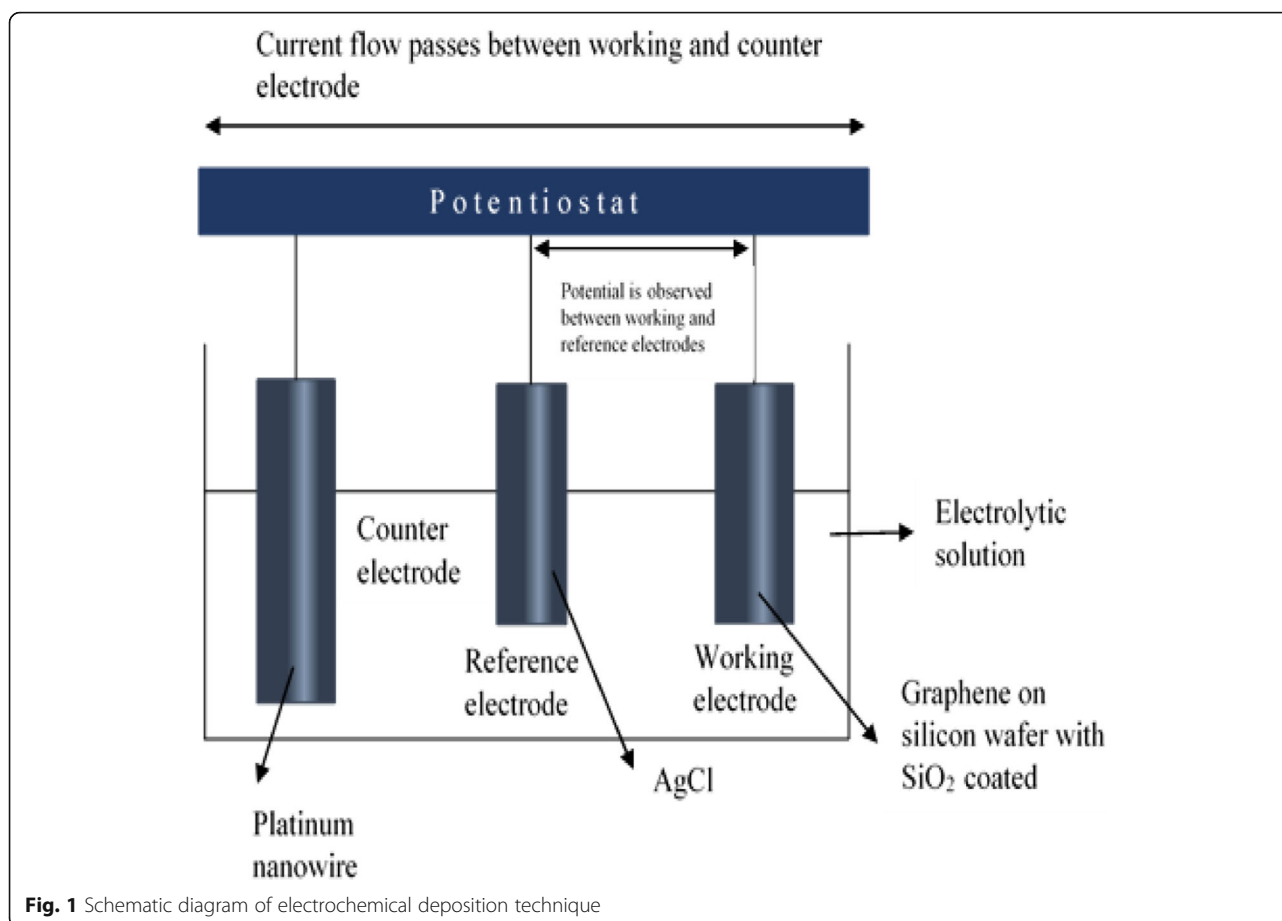 Current flow passes between working and counter
electrode
Potentiostat
Potential is observed
between working and
reference electrodes
Counter
electrode
Reference
electrode
Working
electrode
Electrolytic
solution
Graphene on
silicon wafer with
SiO₂ coated
AgCl
Platinum
nanowire
Fig. 1 Schematic diagram of electrochemical deposition technique